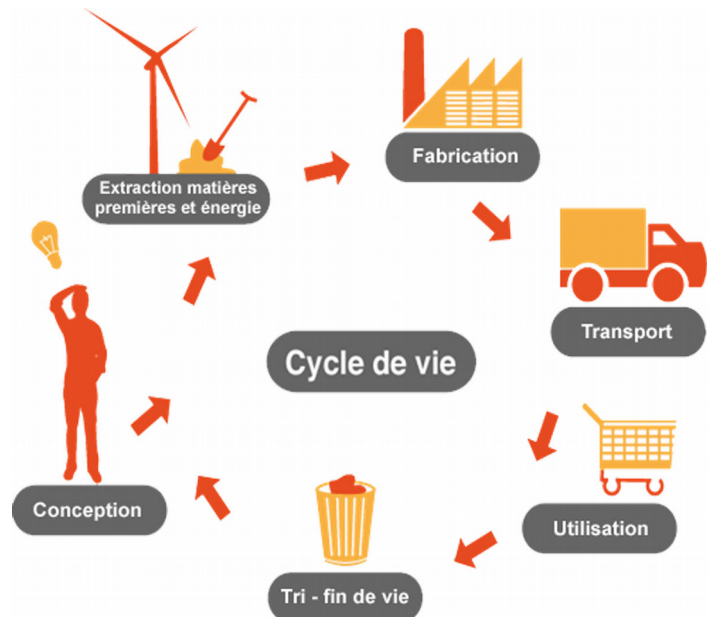 Extraction matières
premières et énergie
Fabrication
Transport
Cycle de vie
Conception
Utilisation
Tri - fin de vie